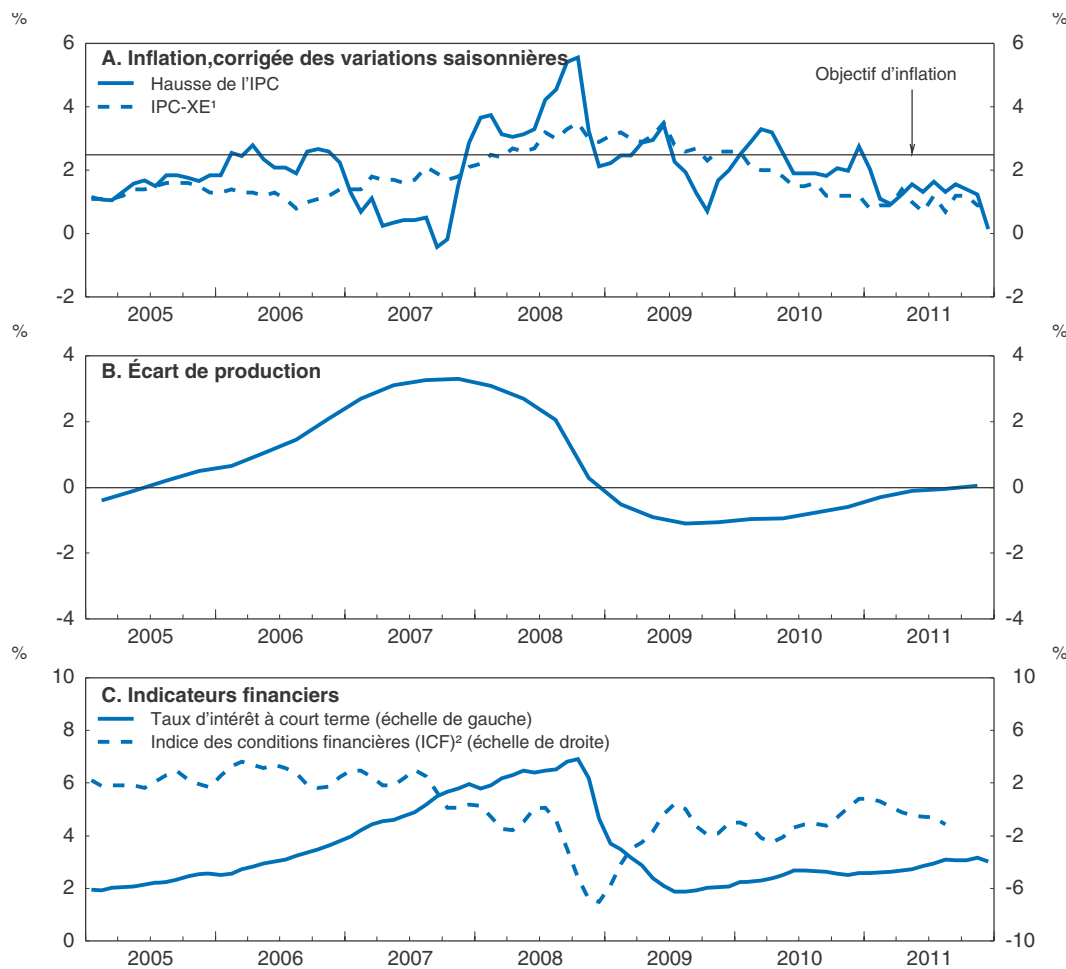 % %
A. Inflation,corrigée des variations saisonnières
Hausse de l'IPC
IPC-XE¹
Objectif d'inflation
6 6
4 4
2 2
0 0
-2 -2
2005 2006 2007 2008 2009 2010 2011
% %
B. Écart de production
4 4
2 2
0 0
-2 -2
-4 -4
2005 2006 2007 2008 2009 2010 2011
% %
C. Indicateurs financiers
Taux d'intérêt à court terme (échelle de gauche)
Indice des conditions financières (ICF)² (échelle de droite)
10 10
8 6
6 2
4 -2
2 -6
0 -10
2005 2006 2007 2008 2009 2010 2011